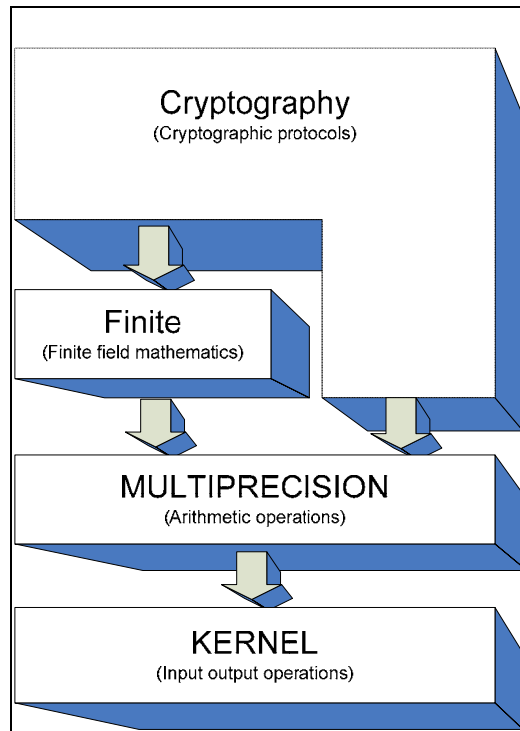 Cryptography
(Cryptographic protocols)
Finite
(Finite field mathematics)
MULTIPRECISION
(Arithmetic operations)
KERNEL
(Input output operations)